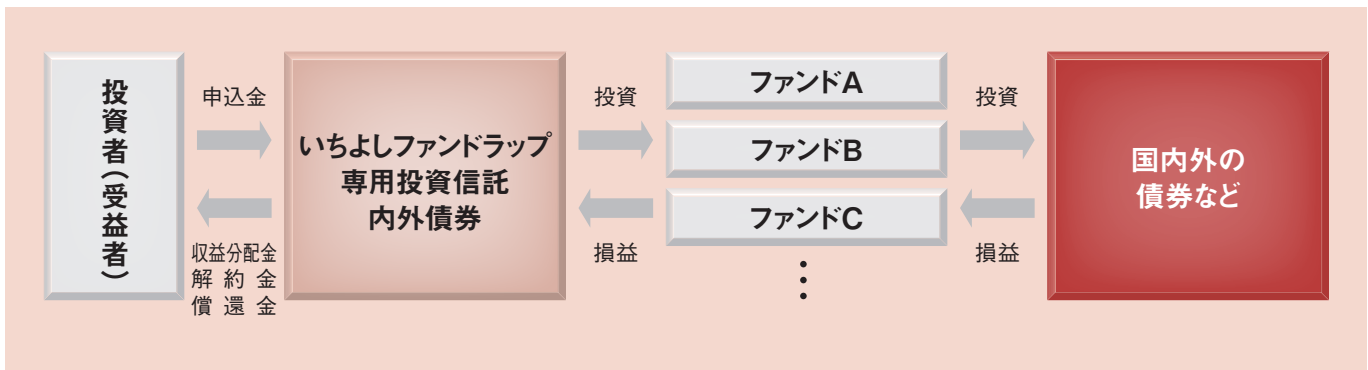 投資者（受益者）
申込金
収益分配金
解約金
償還金
いちよしファンドラップ
専用投資信託
内外債券
投資
損益
ファンドA
ファンドB
ファンドC
⋮
投資
損益
国内外の
債券など